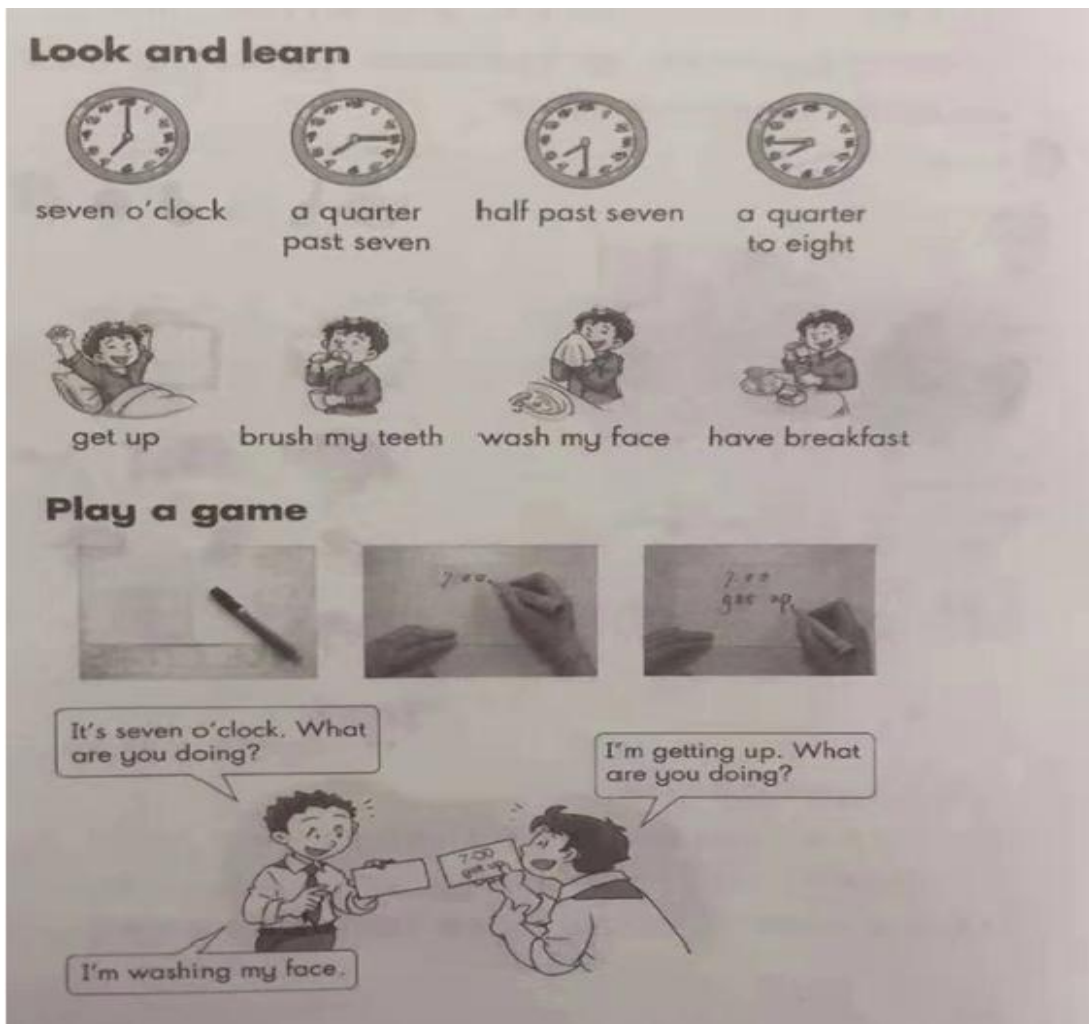 Look and learn
seven o'clock
a quarter
past seven
half past seven
a quarter
to eight
get up
brush my teeth
wash my face
have breakfast
Play a game
7:00
7:00
get up
It's seven o'clock. What
are you doing?
I'm getting up. What
are you doing?
7:00
get up
I'm washing my face.